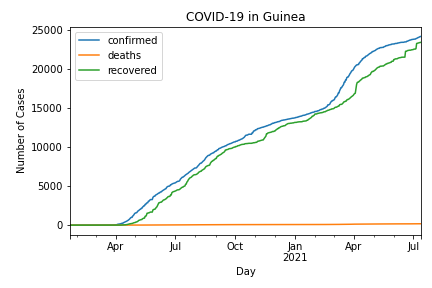 COVID-19 in Guinea
confirmed
deaths
recovered
25000
20000
15000
10000
5000
0
Number of Cases
Apr Jul Oct Jan Apr Jul
2021
Day